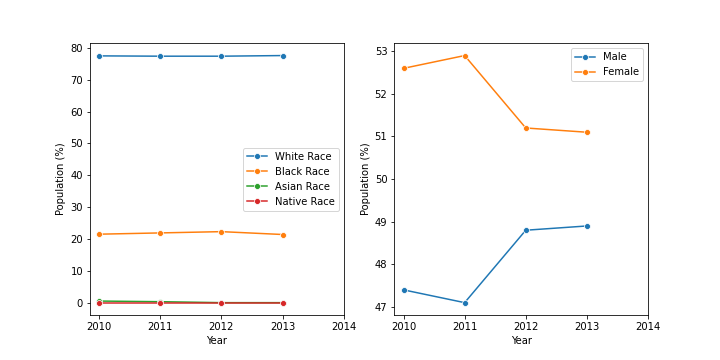 80
70
60
50
40
30
20
10
0
Population (%)
2010 2011 2012 2013 2014
Year
White Race
Black Race
Asian Race
Native Race
53
52
51
50
49
48
47
Population (%)
2010 2011 2012 2013 2014
Year
Male
Female